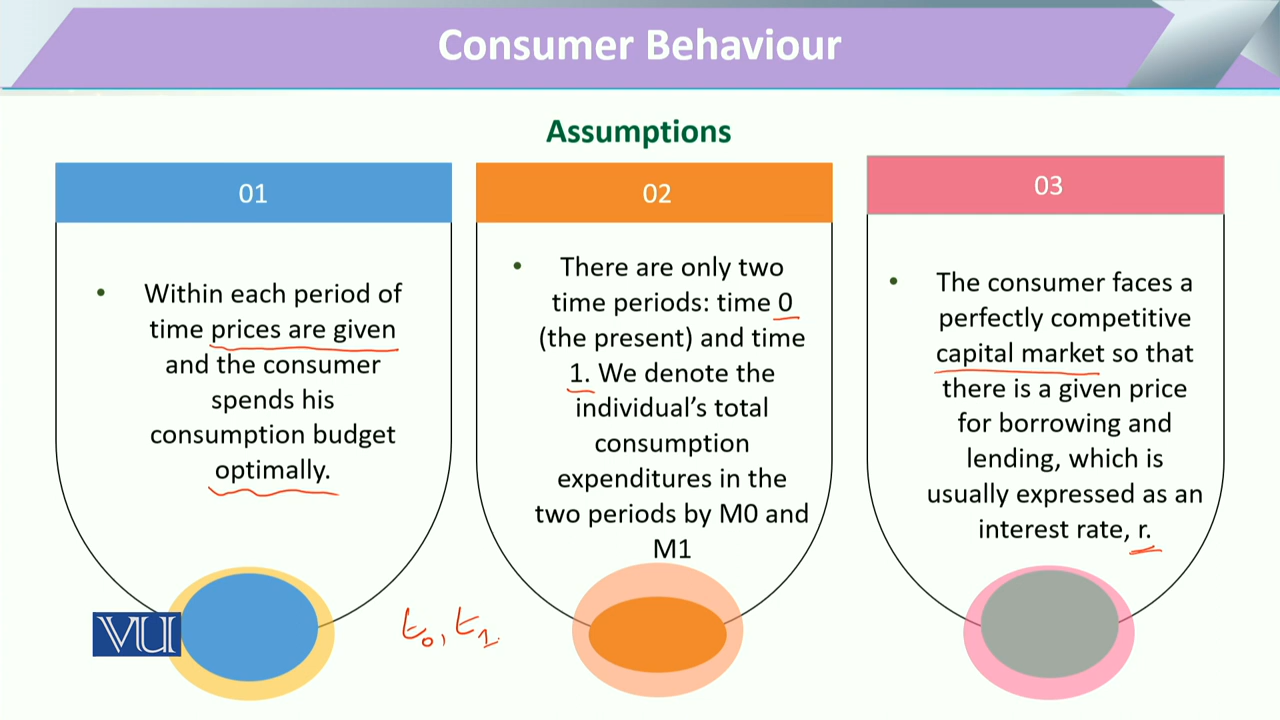 Consumer Behaviour
Assumptions
01
• Within each period of
time prices are given
and the consumer
spends his
consumption budget
optimally.
02
• There are only two
time periods: time 0
(the present) and time
1. We denote the
individual’s total
consumption
expenditures in the
two periods by M0 and
M1
03
• The consumer faces a
perfectly competitive
capital market so that
there is a given price
for borrowing and
lending, which is
usually expressed as an
interest rate, r.
VU
t₀, t₁